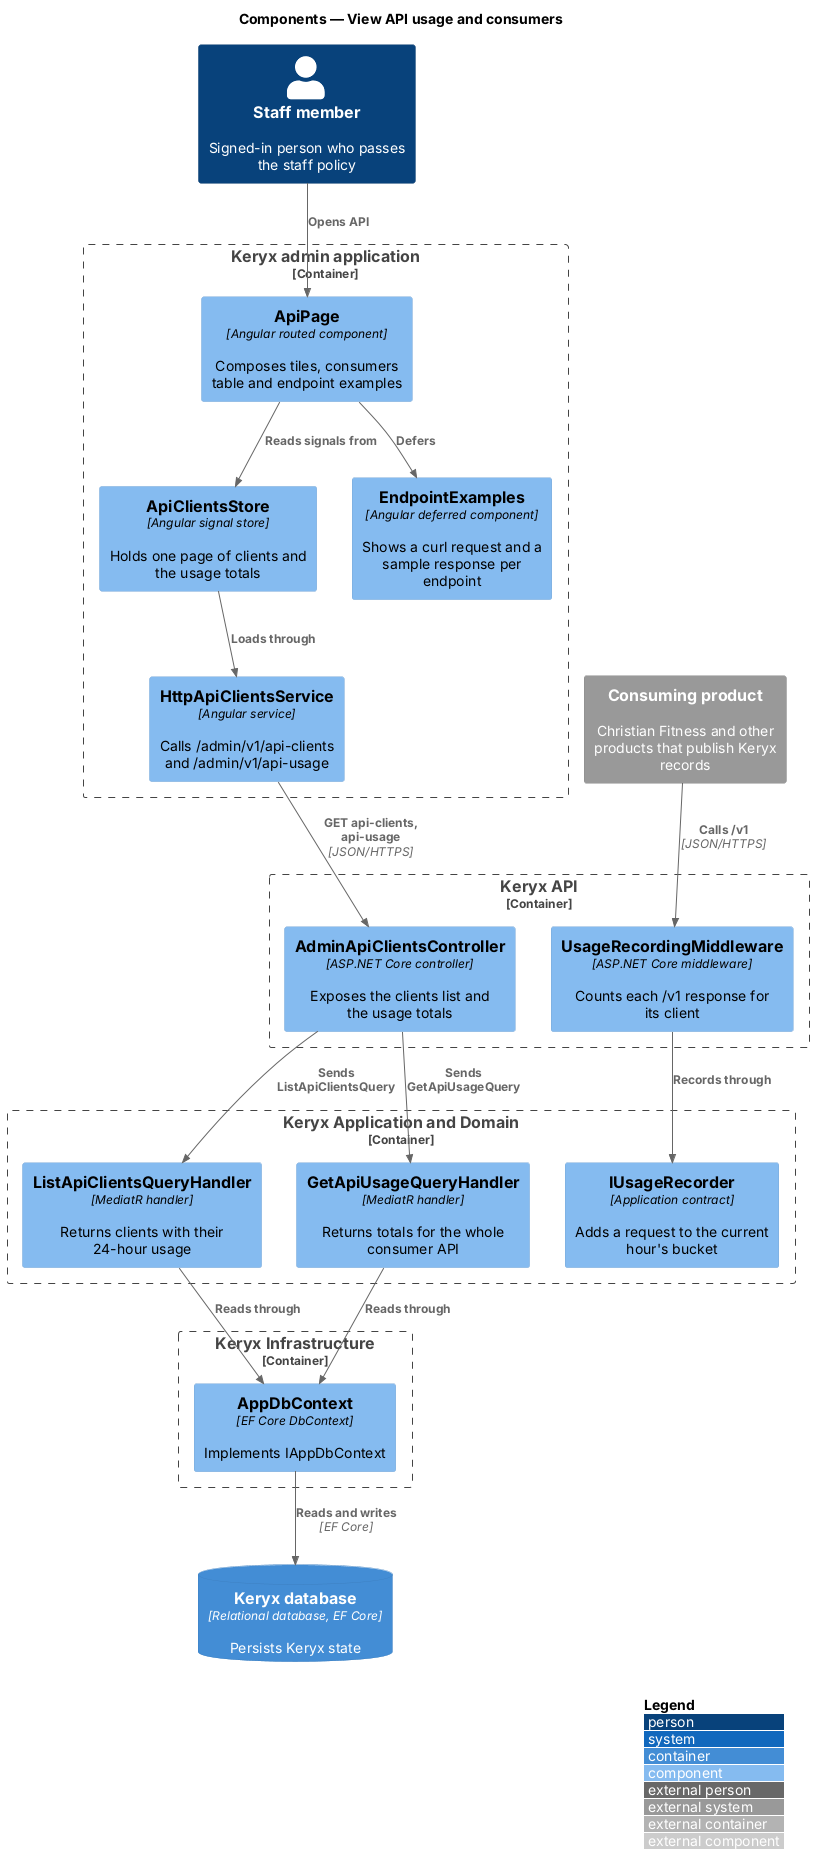 Components — View API usage and consumers
Staff member
Signed-in person who passes
the staff policy
Opens API
Keryx admin application
[Container]
ApiPage
[Angular routed component]
Composes tiles, consumers
table and endpoint examples
Reads signals from
Defers
ApiClientsStore
[Angular signal store]
Holds one page of clients and
the usage totals
EndpointExamples
[Angular deferred component]
Shows a curl request and a
sample response per
endpoint
Loads through
HttpApiClientsService
[Angular service]
Calls /admin/v1/api-clients
and /admin/v1/api-usage
Consuming product
Christian Fitness and other
products that publish Keryx
records
GET api-clients,
api-usage
[JSON/HTTPS]
Calls /v1
[JSON/HTTPS]
Keryx API
[Container]
AdminApiClientsController
[ASP.NET Core controller]
Exposes the clients list and
the usage totals
UsageRecordingMiddleware
[ASP.NET Core middleware]
Counts each /v1 response for
its client
Sends
ListApiClientsQuery
Sends
GetApiUsageQuery
Records through
Keryx Application and Domain
[Container]
ListApiClientsQueryHandler
[MediatR handler]
Returns clients with their
24-hour usage
GetApiUsageQueryHandler
[MediatR handler]
Returns totals for the whole
consumer API
IUsageRecorder
[Application contract]
Adds a request to the current
hour's bucket
Reads through
Reads through
Keryx Infrastructure
[Container]
AppDbContext
[EF Core DbContext]
Implements IAppDbContext
Reads and writes
[EF Core]
Keryx database
[Relational database, EF Core]
Persists Keryx state
Legend
person
system
container
component
external person
external system
external container
external component